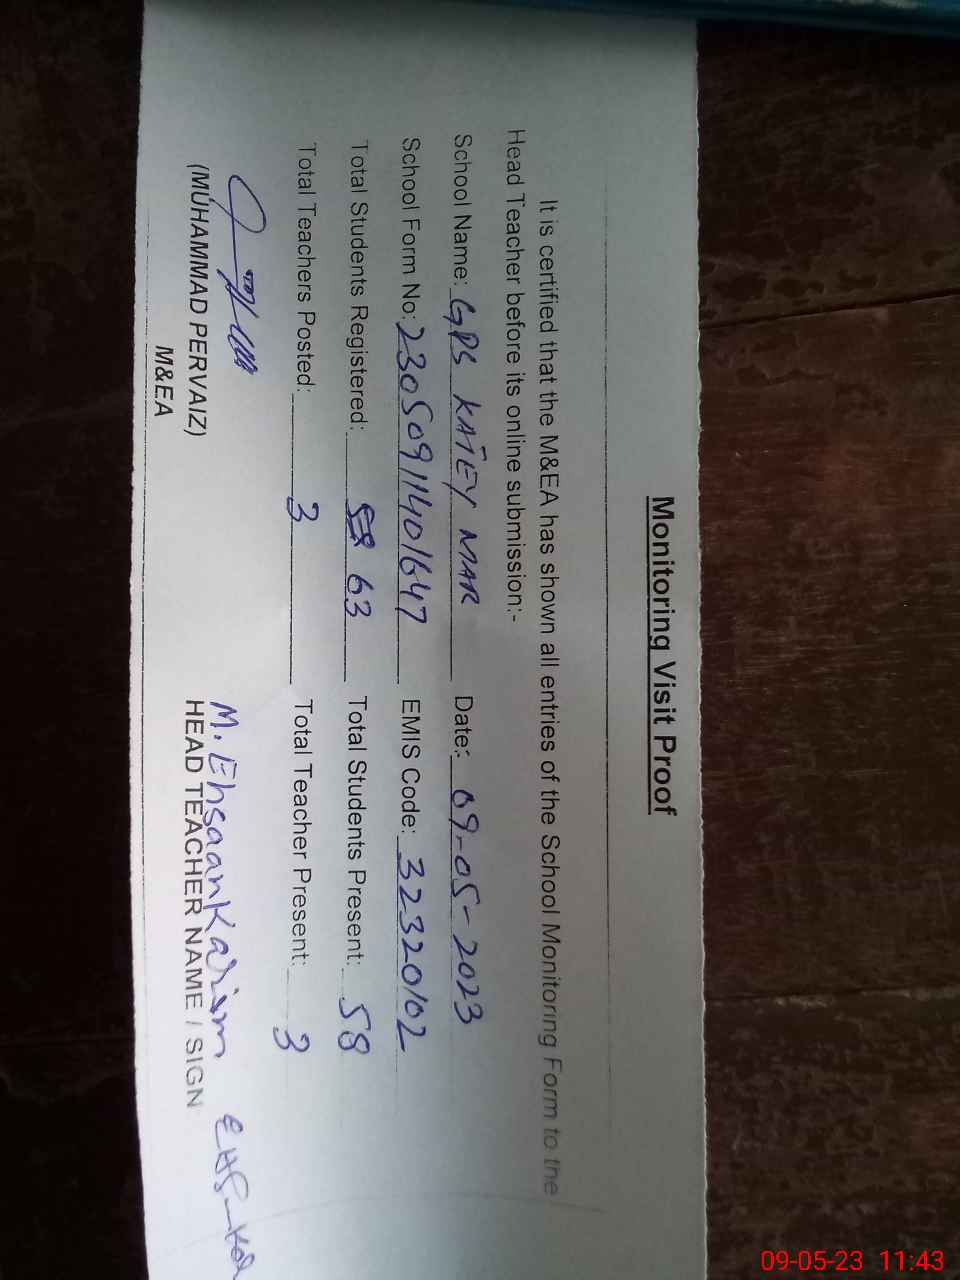 Monitoring Visit Proof
It is certified that the M&EA has shown all entries of the School Monitoring Form to the
Head Teacher before its online submission:-
School Name: GPS KATEY MAR Date: 09-05-2023
School Form No: 2305091140 1647 EMIS Code: 32320102
Total Students Registered: 58 63 Total Students Present: 58
Total Teachers Posted: 3 Total Teacher Present: 3
M. Ehsaan Karim
(MUHAMMAD PERVAIZ) HEAD TEACHER NAME / SIGN
M&EA
09-05-23 11:43